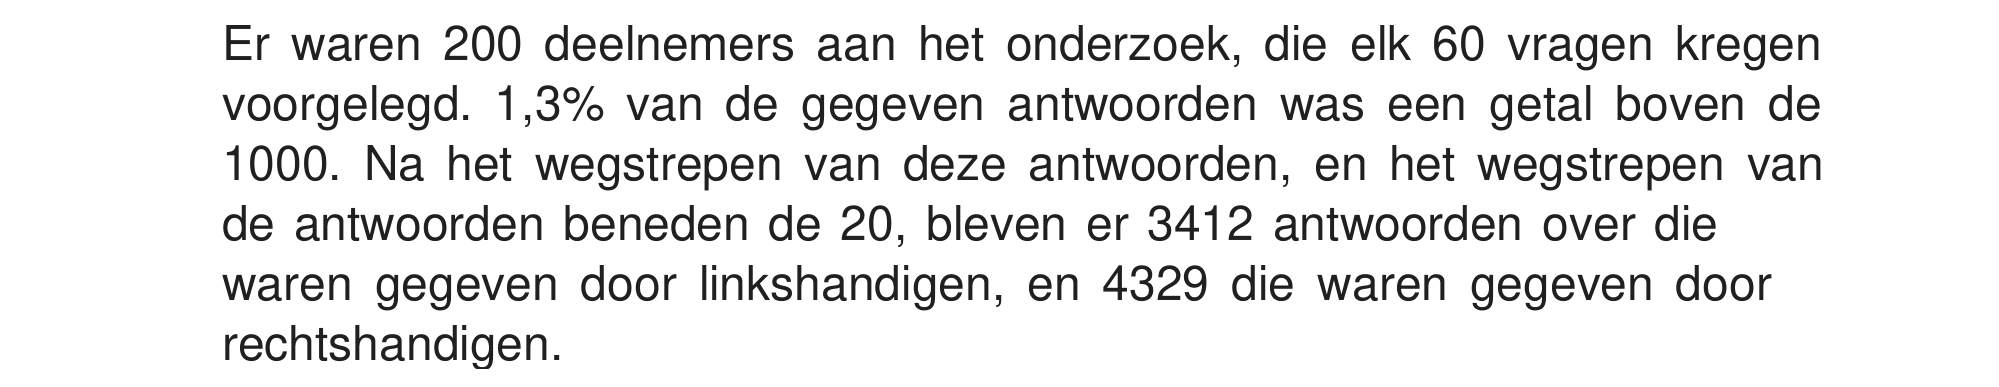 Er waren 200 deelnemers aan het onderzoek, die elk 60 vragen kregen
voorgelegd. 1,3% van de gegeven antwoorden was een getal boven de
1000. Na het wegstrepen van deze antwoorden, en het wegstrepen van
de antwoorden beneden de 20, bleven er 3412 antwoorden over die
waren gegeven door linkshandigen, en 4329 die waren gegeven door
rechtshandigen.